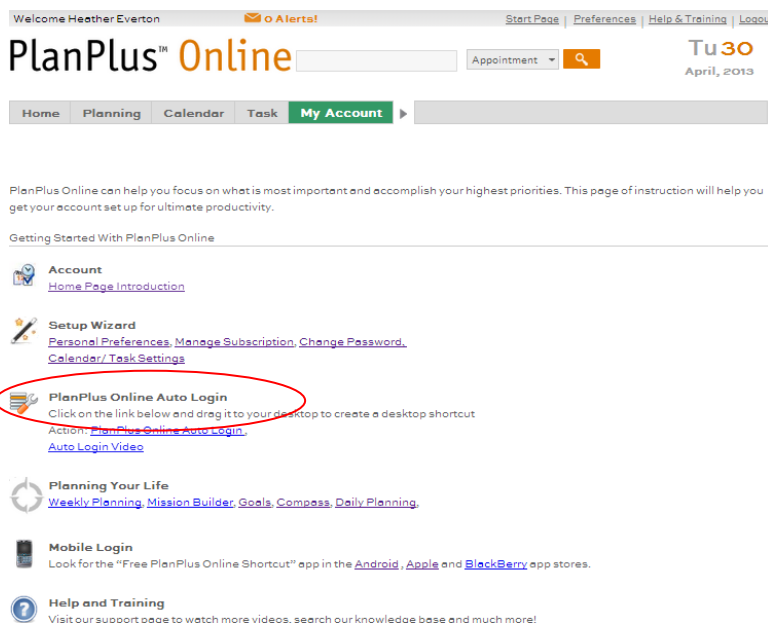 Welcome Heather Everton 0 Alerts! Start Page | Preferences | Help & Training | Logou
PlanPlus™ Online Appointment Tu 30
April, 2013
Home Planning Calendar Task My Account
PlanPlus Online can help you focus on what is most important and accomplish your highest priorities. This page of instruction will help you
get your account set up for ultimate productivity.
Getting Started With PlanPlus Online
Account
Home Page Introduction
Setup Wizard
Personal Preferences, Manage Subscription, Change Password,
Calendar/ Task Settings
PlanPlus Online Auto Login
Click on the link below and drag it to your desktop to create a desktop shortcut
Action: PlanPlus Online Auto Login,
Auto Login Video
Planning Your Life
Weekly Planning, Mission Builder, Goals, Compass, Daily Planning,
Mobile Login
Look for the “Free PlanPlus Online Shortcut” app in the Android, Apple and BlackBerry app stores.
Help and Training
Visit our support page to watch more videos, search our knowledge base and much more!